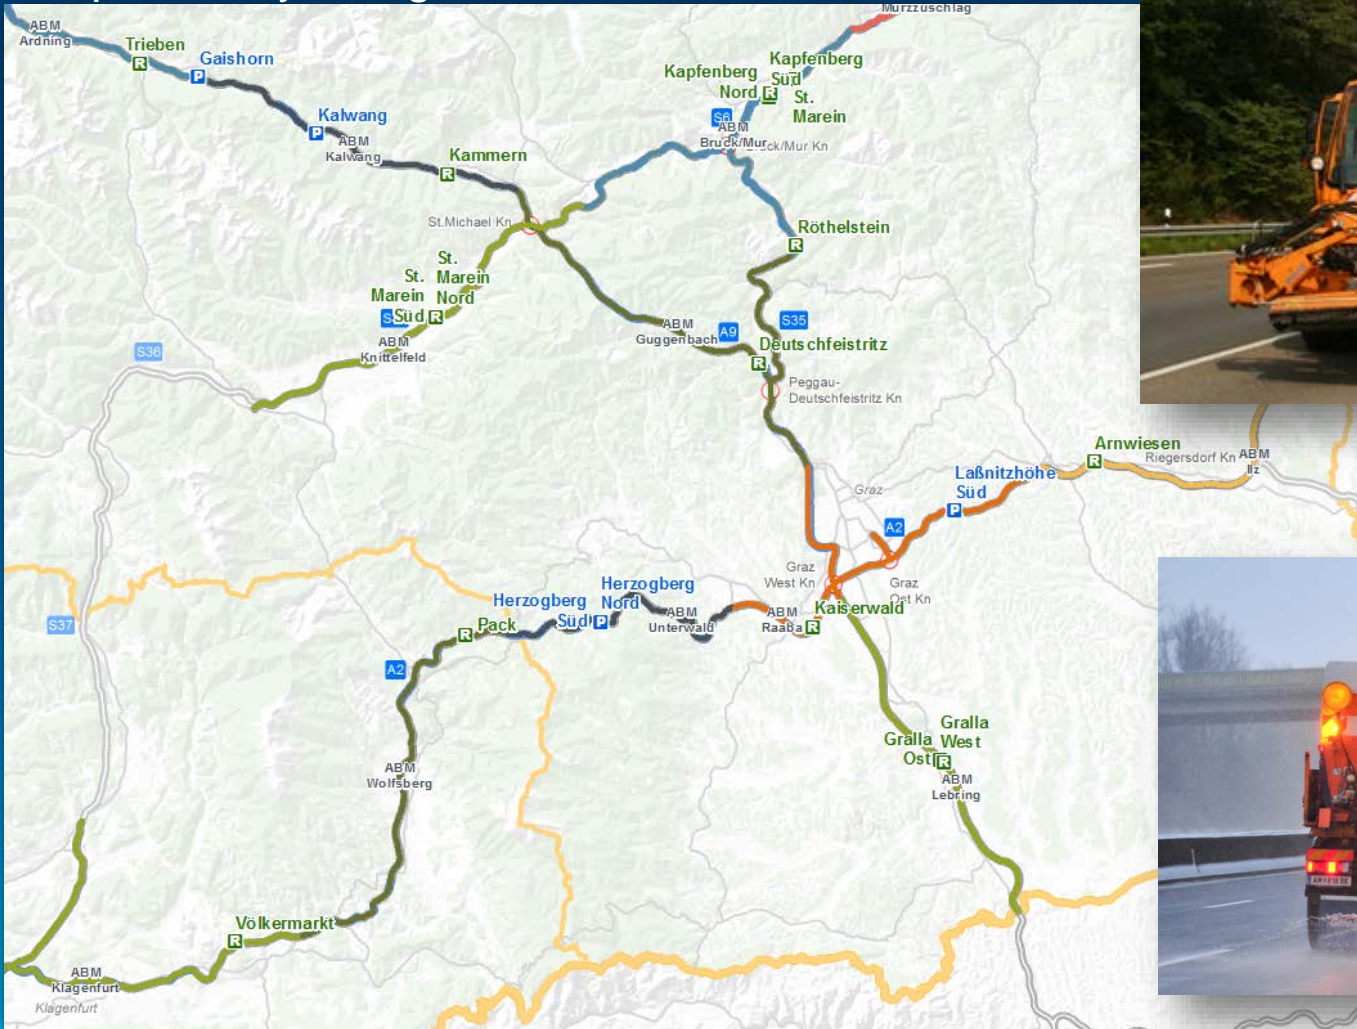 Mürzzuschlag
ABM
Ardning
Trieben
R
Gaishorn
P
Kapfenberg
Nord
R
Kapfenberg
Süd
St.
Marein
Kalwang
P
ABM
Kalwang
S6
ABM
Bruck/Mur
Bruck/Mur Kn
Kammern
R
St.Michael Kn
Röthelstein
R
St.
Marein
Nord
St.
Marein
Süd
R
ABM
Knittelfeld
S36
ABM
Guggenbach
A9
S35
Deutschfeistritz
R
Peggau-
Deutschfeistritz Kn
Arnwiesen
R
Riegersdorf Kn
ABM
Ilz
Laßnitzhöhe
Süd
P
Graz
A2
Graz
West Kn
Graz
Ost Kn
Herzogberg
Nord
Herzogberg
Süd
P
ABM
Unterwald
ABM
Raaba
Kaiserwald
R
Pack
R
S37
A2
Gralla
West
Gralla
Ost
R
ABM
Lebring
ABM
Wolfsberg
Völkermarkt
R
ABM
Klagenfurt
Klagenfurt